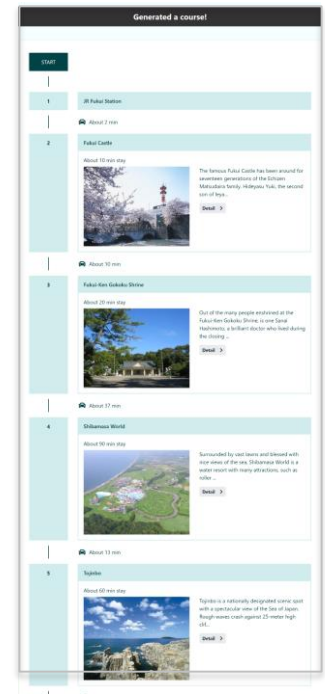 Generated a course!
START
1
JR Fukui Station
About 2 min
2
Fukui Castle
About 10 min stay
The famous Fukui Castle has been around for
seventeen generations of the Echizen
Matsudaira family. Hideyasu Yuki, the second
son of Ieya...
Detail >
About 10 min
3
Fukui-Ken Gokoku Shrine
About 20 min stay
Out of the many people enshrined at the
Fukui-Ken Gokoku Shrine, is one Sanai
Hashimoto, a brilliant doctor who lived during
the closing ...
Detail >
About 37 min
4
Shibamasa World
About 90 min stay
Surrounded by vast lawns and blessed with
nice views of the sea, Shibamasa World is a
water resort with many attractions, such as
roller ...
Detail >
About 13 min
5
Tojinbo
About 60 min stay
Tojinbo is a nationally designated scenic spot
with a spectacular view of the Sea of Japan.
Rough waves crash against 25-meter high
clif...
Detail >